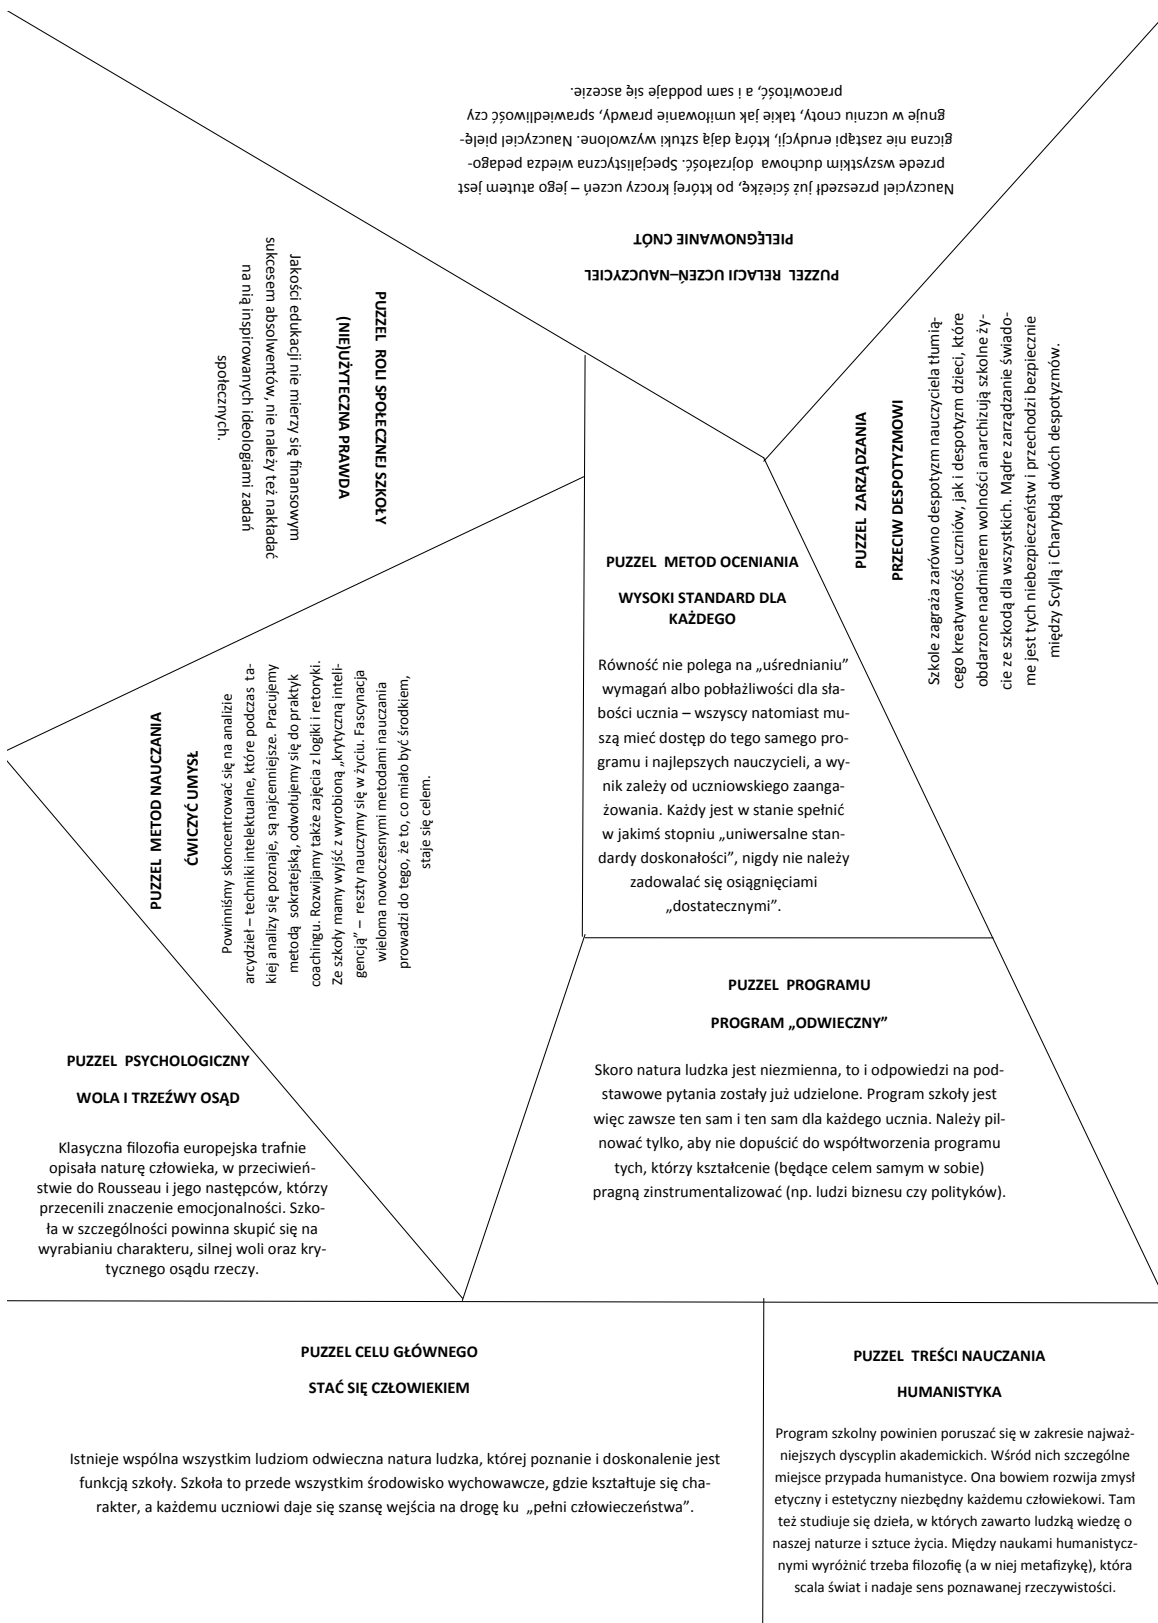 PUZZEL RELACJI UCZEŃ–NAUCZYCIEL
PIELĘGNOWANIE CNÓT
Nauczyciel przeszedł już ścieżkę, po której kroczy uczeń – jego atutem jest
przede wszystkim duchowa dojrzałość. Specjalistyczna wiedza pedago-
giczna nie zastąpi erudycji, którą dają sztuki wyzwolone. Nauczyciel pielę-
gnuje w uczniu cnoty, takie jak umiłowanie prawdy, sprawiedliwość czy
pracowitość, a i sam poddaje się ascezie.
PUZZEL ROLI SPOŁECZNEJ SZKOŁY
(NIE)UŻYTECZNA PRAWDA
Jakości edukacji nie mierzy się finansowym
sukcesem absolwentów, nie należy też nakładać
na nią inspirowanych ideologiami zadań
społecznych.
PUZZEL ZARZĄDZANIA
PRZECIW DESPOTYZMOWI
Szkole zagraża zarówno despotyzm nauczyciela tłumią-
cego kreatywność uczniów, jak i despotyzm dzieci, które
obdarzone nadmiarem wolności anarchizują szkolne ży-
cie ze szkodą dla wszystkich. Mądre zarządzanie świado-
me jest tych niebezpieczeństw i przechodzi bezpiecznie
między Scyllą i Charybdą dwóch despotyzmów.
PUZZEL METOD OCENIANIA
WYSOKI STANDARD DLA
KAŻDEGO
Równość nie polega na „uśrednianiu”
wymagań albo pobłażliwości dla sła-
bości ucznia – wszyscy natomiast mu-
szą mieć dostęp do tego samego pro-
gramu i najlepszych nauczycieli, a wy-
nik zależy od uczniowskiego zaanga-
żowania. Każdy jest w stanie spełnić
w jakimś stopniu „uniwersalne stan-
dardy doskonałości”, nigdy nie należy
zadowalać się osiągnięciami
„dostatecznymi”.
PUZZEL METOD NAUCZANIA
ĆWICZYĆ UMYSŁ
Powinniśmy skoncentrować się na analizie
arcydzieł – techniki intelektualne, które podczas ta-
kiej analizy się poznaje, są najcenniejsze. Pracujemy
metodą sokratejską, odwołujemy się do praktyk
coachingu. Rozwijamy także zajęcia z logiki i retoryki.
Ze szkoły mamy wyjść z wyrobioną „krytyczną inteli-
gencją” – reszty nauczymy się w życiu. Fascynacja
wieloma nowoczesnymi metodami nauczania
prowadzi do tego, że to, co miało być środkiem,
staje się celem.
PUZZEL PROGRAMU
PROGRAM „ODWIECZNY”
Skoro natura ludzka jest niezmienna, to i odpowiedzi na pod-
stawowe pytania zostały już udzielone. Program szkoły jest
więc zawsze ten sam i ten sam dla każdego ucznia. Należy pil-
nować tylko, aby nie dopuścić do współtworzenia programu
tych, którzy kształcenie (będące celem samym w sobie)
pragną zinstrumentalizować (np. ludzi biznesu czy polityków).
PUZZEL PSYCHOLOGICZNY
WOLA I TRZEŹWY OSĄD
Klasyczna filozofia europejska trafnie
opisała naturę człowieka, w przeciwień-
stwie do Rousseau i jego następców, którzy
przecenili znaczenie emocjonalności. Szko-
ła w szczególności powinna skupić się na
wyrabianiu charakteru, silnej woli oraz kry-
tycznego osądu rzeczy.
PUZZEL CELU GŁÓWNEGO
STAĆ SIĘ CZŁOWIEKIEM
Istnieje wspólna wszystkim ludziom odwieczna natura ludzka, której poznanie i doskonalenie jest
funkcją szkoły. Szkoła to przede wszystkim środowisko wychowawcze, gdzie kształtuje się cha-
rakter, a każdemu uczniowi daje się szansę wejścia na drogę ku „pełni człowieczeństwa”.
PUZZEL TREŚCI NAUCZANIA
HUMANISTYKA
Program szkolny powinien poruszać się w zakresie najważ-
niejszych dyscyplin akademickich. Wśród nich szczególne
miejsce przypada humanistyce. Ona bowiem rozwija zmysł
etyczny i estetyczny niezbędny każdemu człowiekowi. Tam
też studiuje się dzieła, w których zawarto ludzką wiedzę o
naszej naturze i sztuce życia. Między naukami humanistycz-
nymi wyróżnić trzeba filozofię (a w niej metafizykę), która
scala świat i nadaje sens poznawanej rzeczywistości.